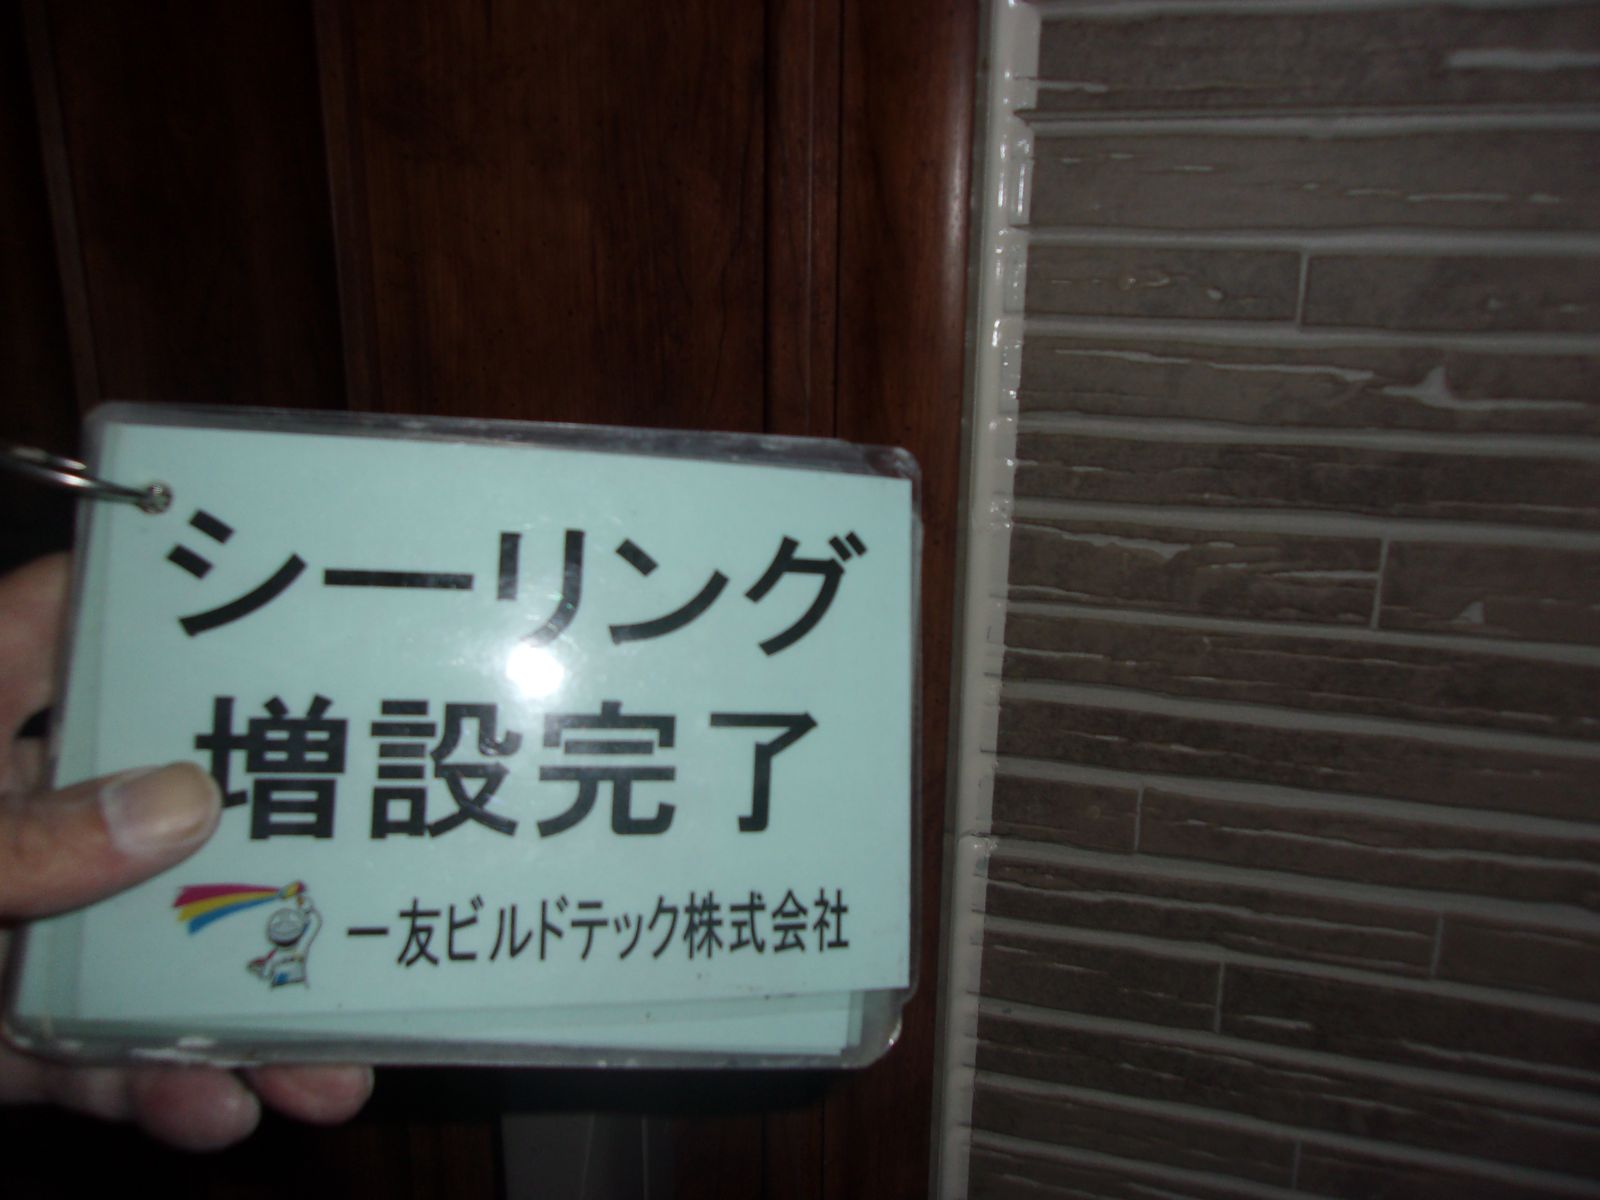 シーリング
増設完了
一友ビルドテック株式会社